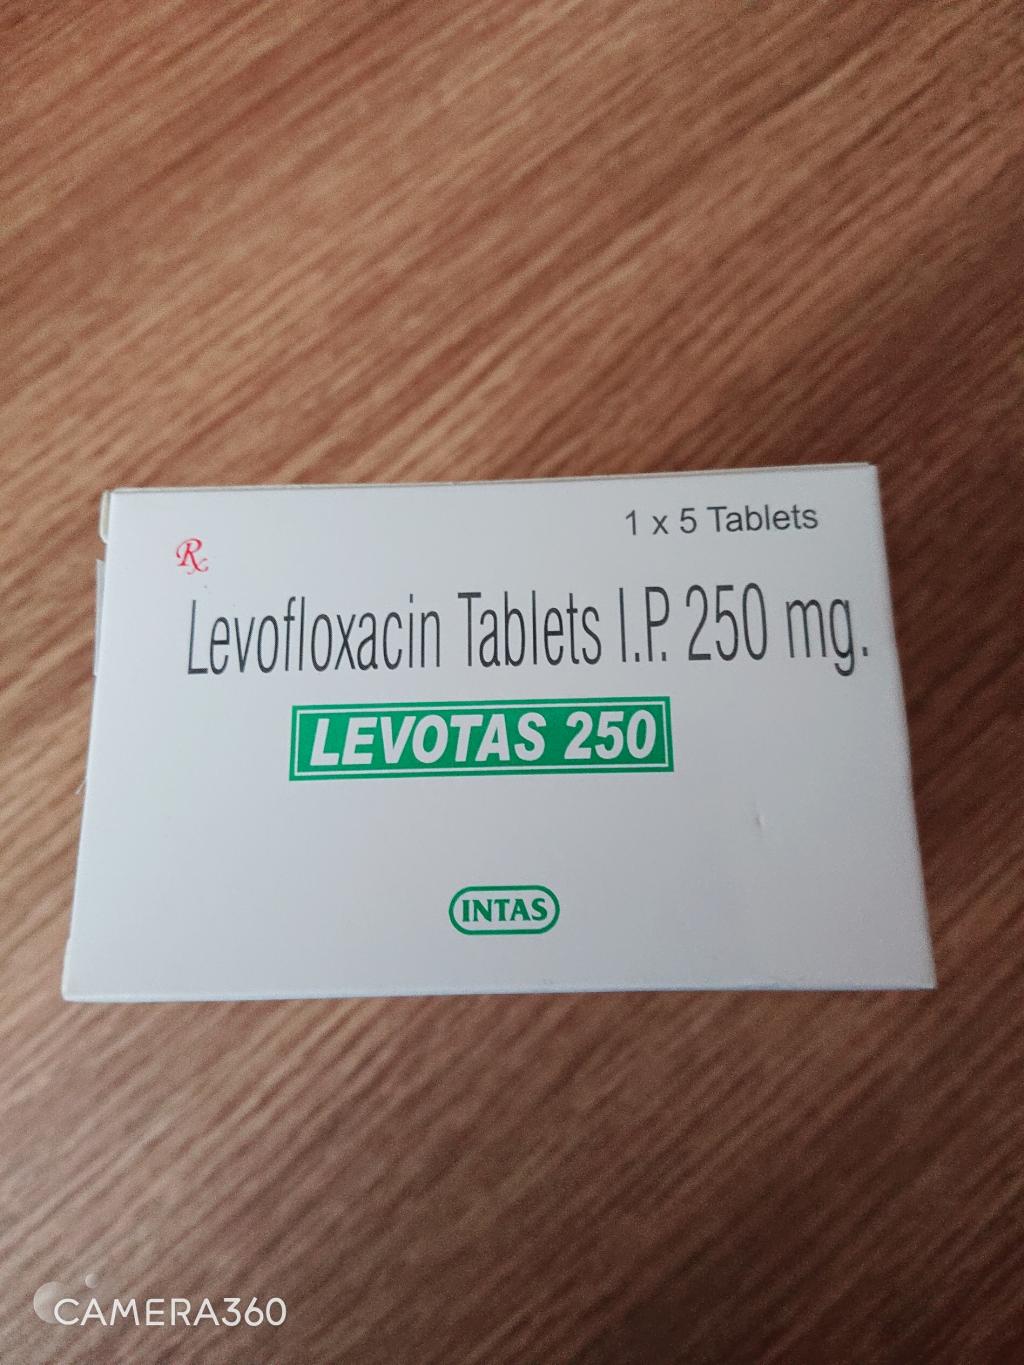 1 x 5 Tablets
Rx
Levofloxacin Tablets I.P. 250 mg.
LEVOTAS 250
INTAS
CAMERA360